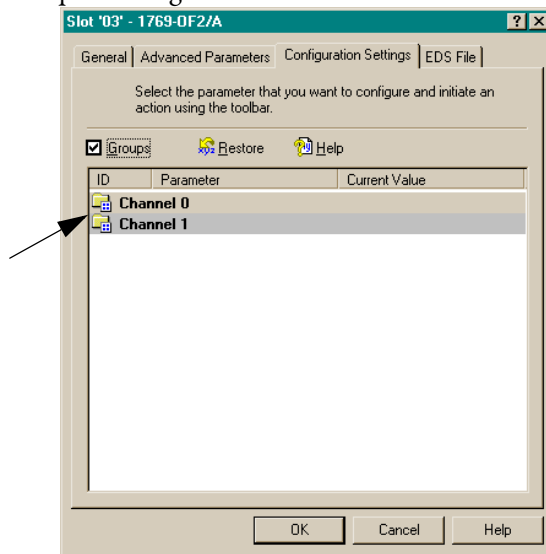 Slot '03' - 1769-OF2/A
General
Advanced Parameters
Configuration Settings
EDS File
Select the parameter that you want to configure and initiate an
action using the toolbar.
Groups
Restore
Help
ID Parameter Current Value
Channel 0
Channel 1
OK Cancel Help